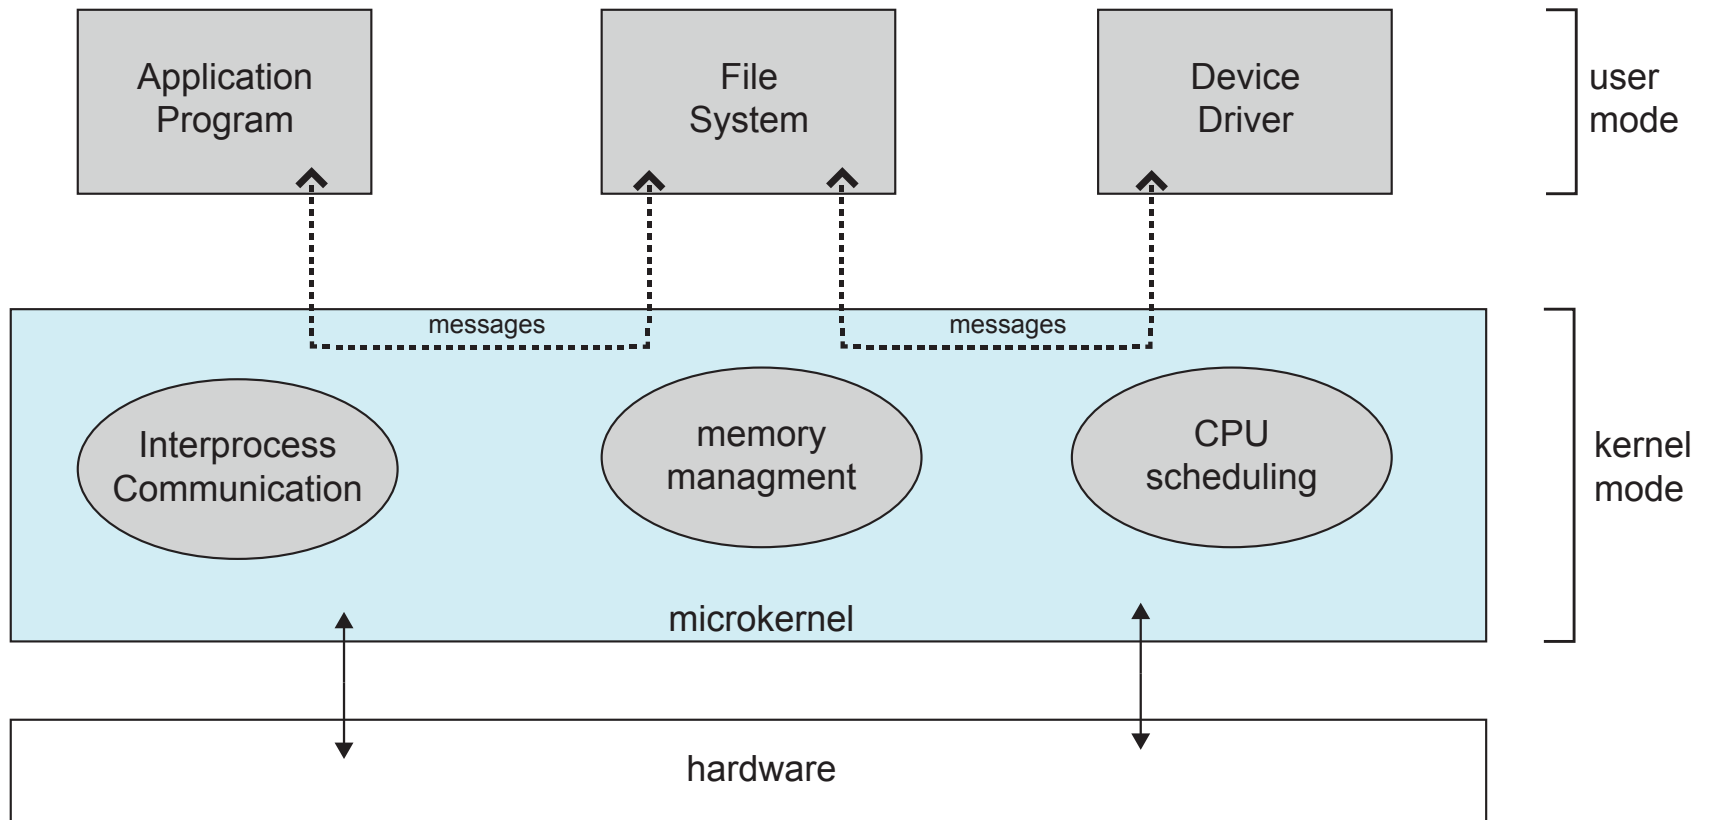 Application
Program
File
System
Device
Driver
user
mode
messages
messages
Interprocess
Communication
memory
managment
CPU
scheduling
kernel
mode
microkernel
hardware